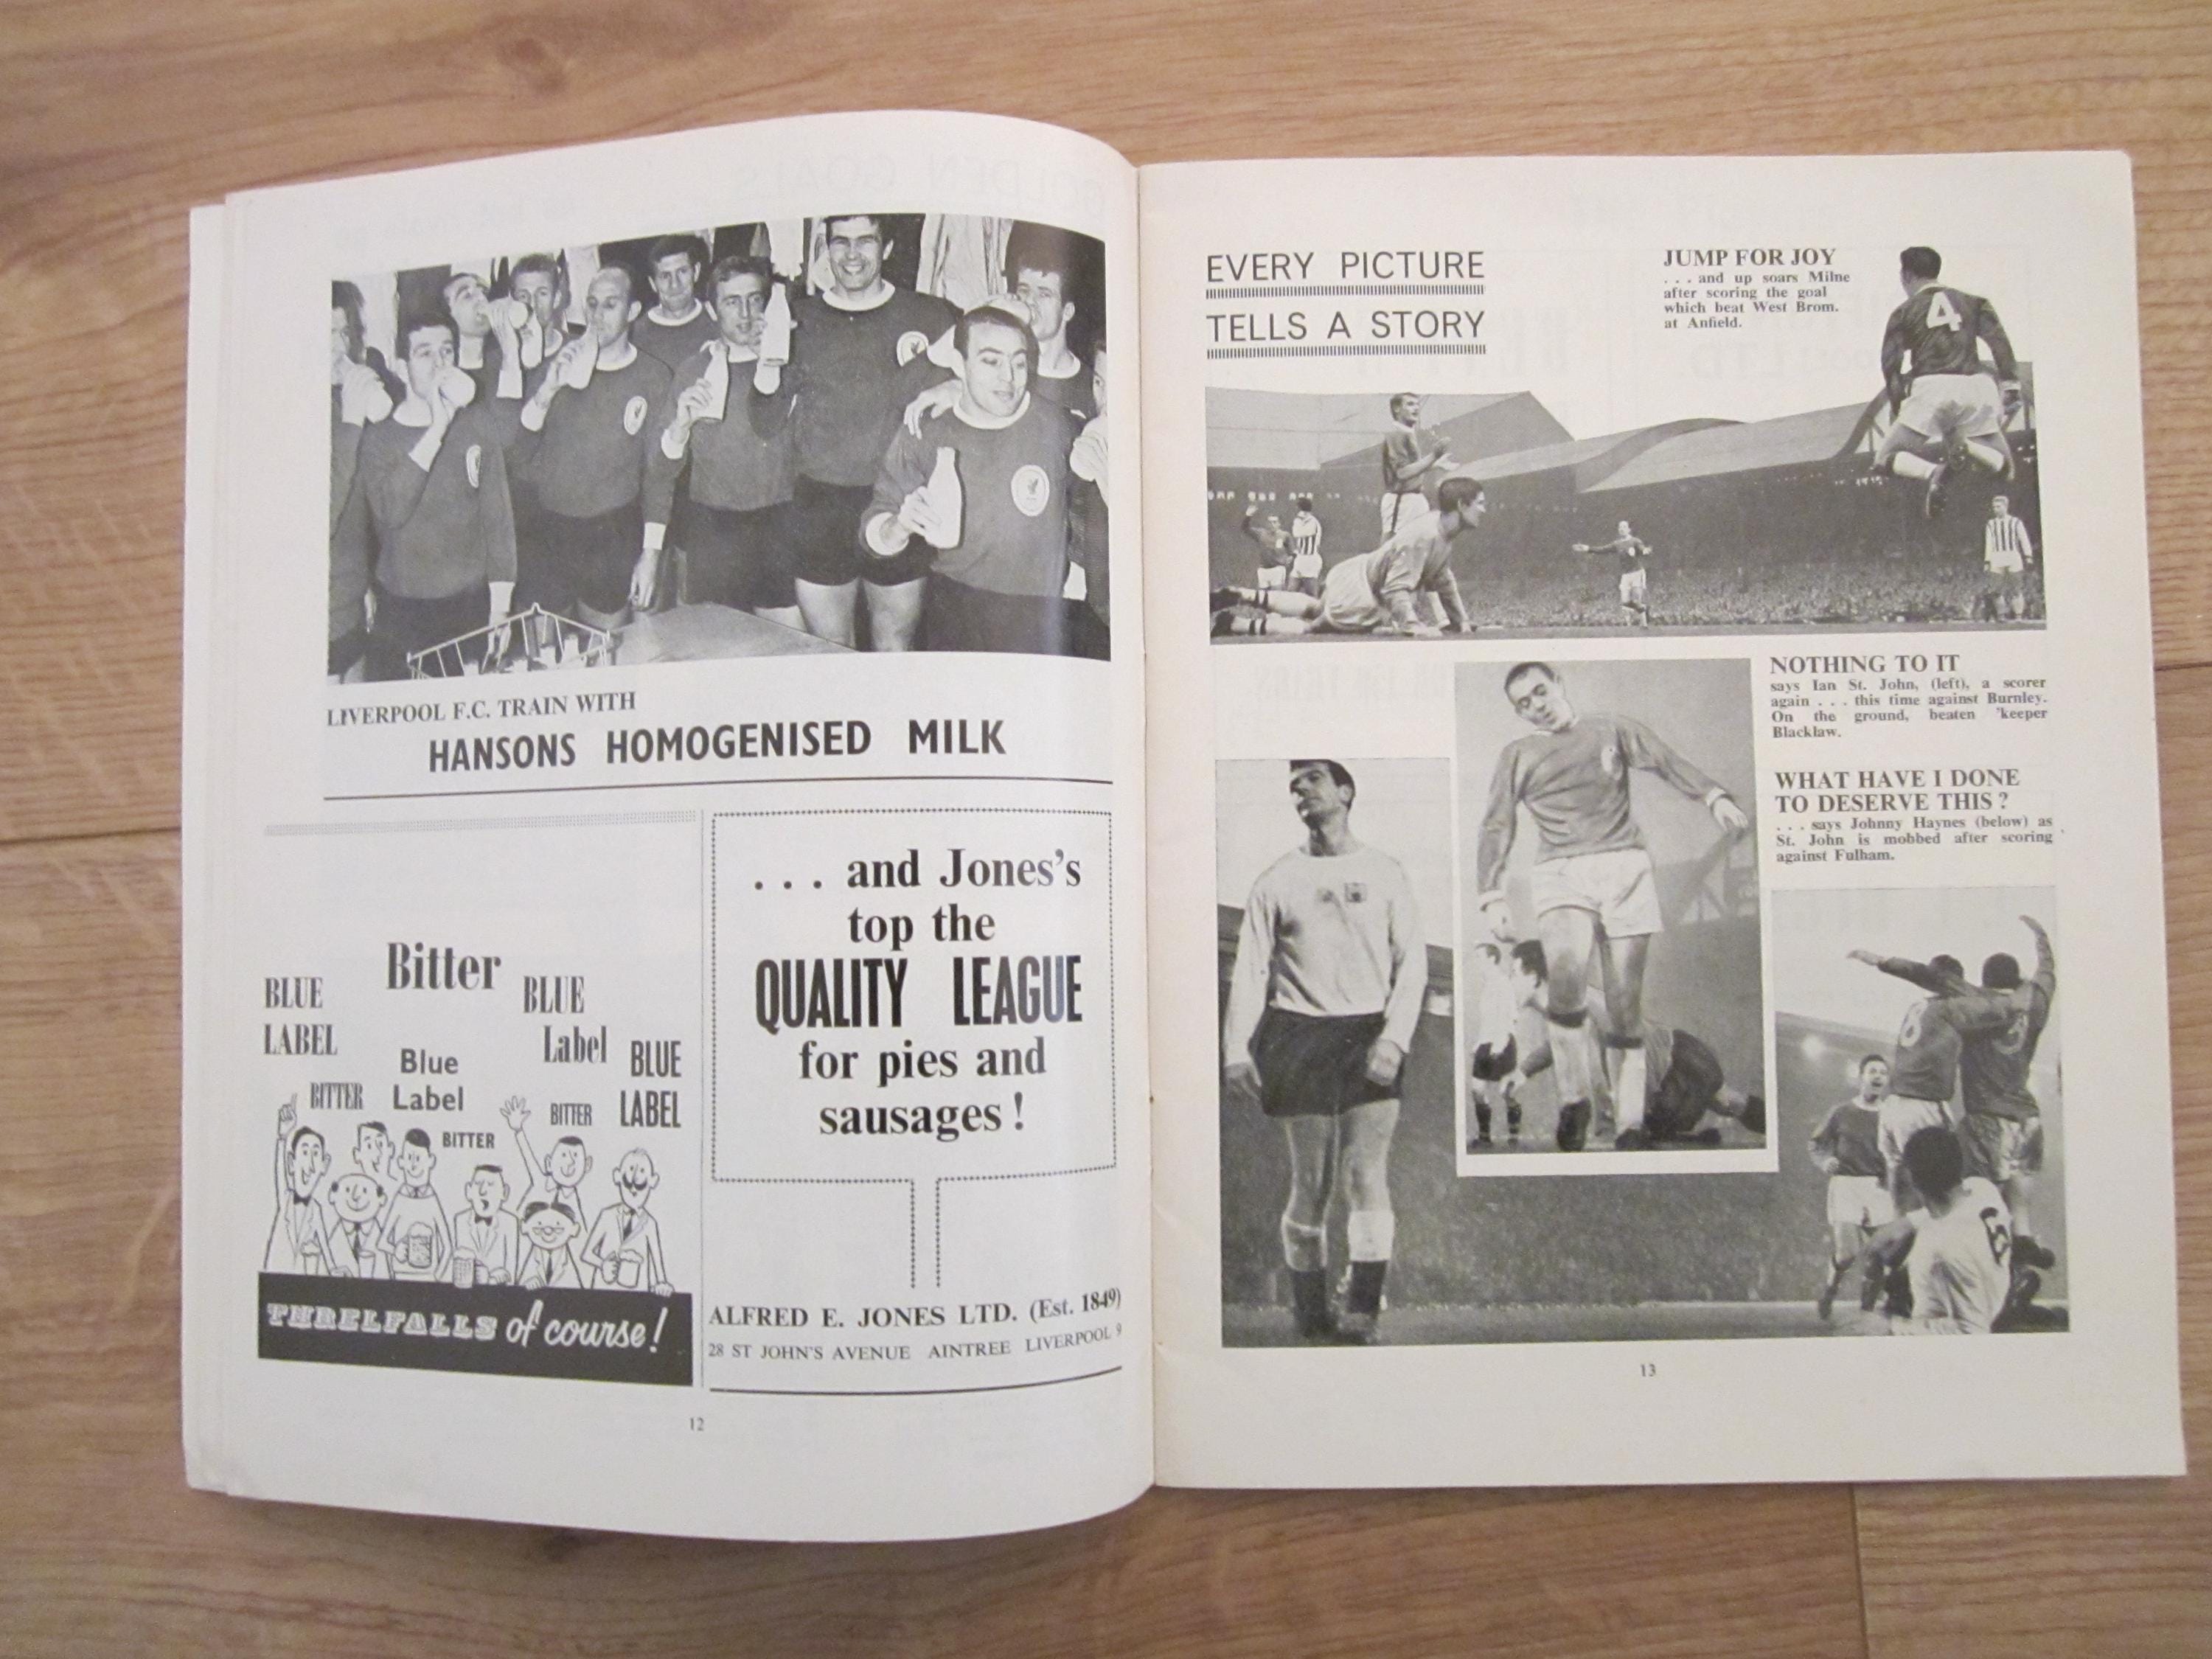 LIVERPOOL F.C. TRAIN WITH
HANSONS HOMOGENISED MILK
Bitter
BLUE
LABEL
BLUE
Label
Blue
Label
BLUE
LABEL
BITTER
BITTER
BITTER
THRELFALLS of course!
. . . and Jones's
top the
QUALITY LEAGUE
for pies and
sausages!
ALFRED E. JONES LTD. (Est. 1849)
28 ST JOHN'S AVENUE AINTREE LIVERPOOL 9
12
EVERY PICTURE
TELLS A STORY
JUMP FOR JOY
. . . and up soars Milne
after scoring the goal
which beat West Brom.
at Anfield.
4
NOTHING TO IT
says Ian St. John, (left), a scorer
again . . . this time against Burnley.
On the ground, beaten 'keeper
Blacklaw.
WHAT HAVE I DONE
TO DESERVE THIS?
. . . says Johnny Haynes (below) as
St. John is mobbed after scoring
against Fulham.
8
13